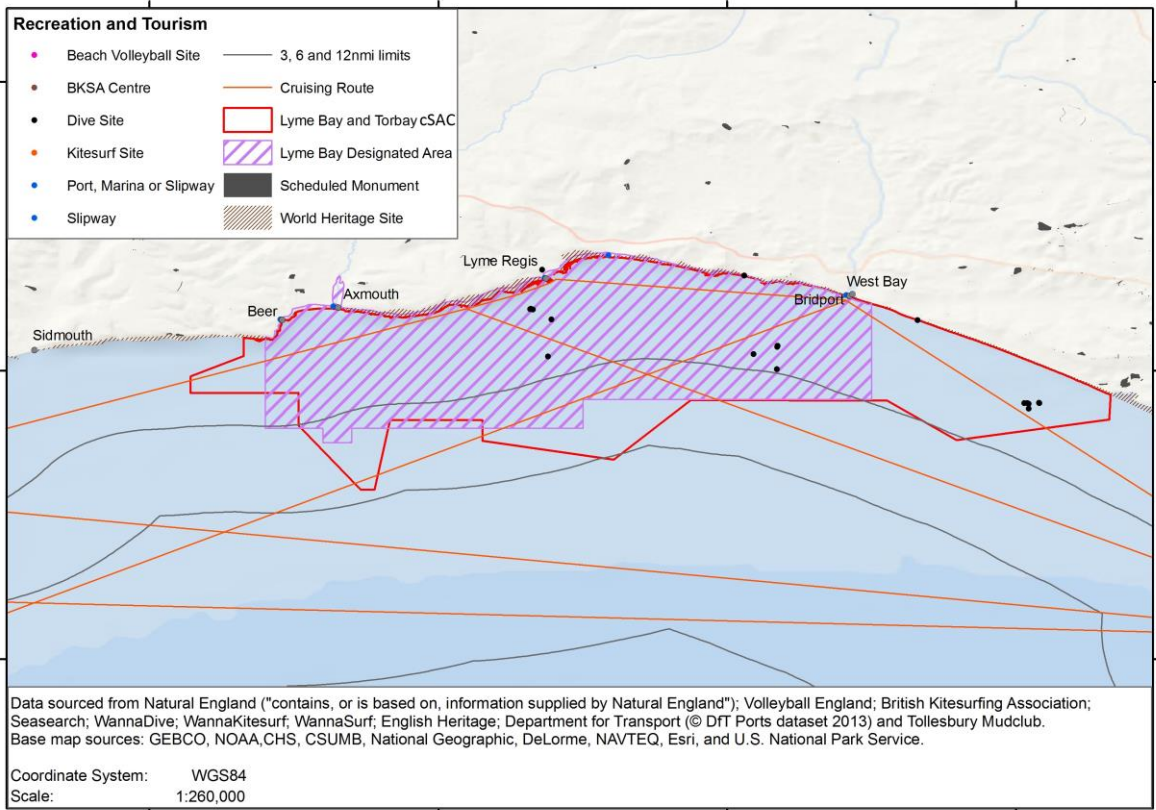 Recreation and Tourism
Beach Volleyball Site
BKSA Centre
Dive Site
Kitesurf Site
Port, Marina or Slipway
Slipway
3, 6 and 12nmi limits
Cruising Route
Lyme Bay and Torbay cSAC
Lyme Bay Designated Area
Scheduled Monument
World Heritage Site
Lyme Regis
West Bay
Axmouth
Bridport
Beer
Sidmouth
Data sourced from Natural England ("contains, or is based on, information supplied by Natural England"); Volleyball England; British Kitesurfing Association;
Seasearch; WannaDive; WannaKitesurf; WannaSurf; English Heritage; Department for Transport (© DfT Ports dataset 2013) and Tollesbury Mudclub.
Base map sources: GEBCO, NOAA,CHS, CSUMB, National Geographic, DeLorme, NAVTEQ, Esri, and U.S. National Park Service.
Coordinate System: WGS84
Scale: 1:260,000